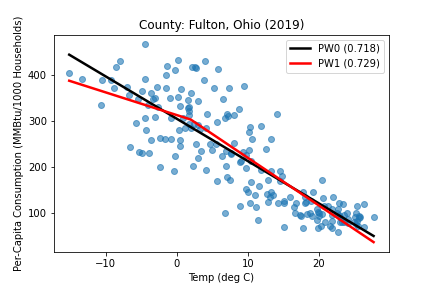 County: Fulton, Ohio (2019)
PW0 (0.718)
PW1 (0.729)
Per-Capita Consumption (MMBtu/1000 Households)
400
300
200
100
−10
0
10
20
Temp (deg C)